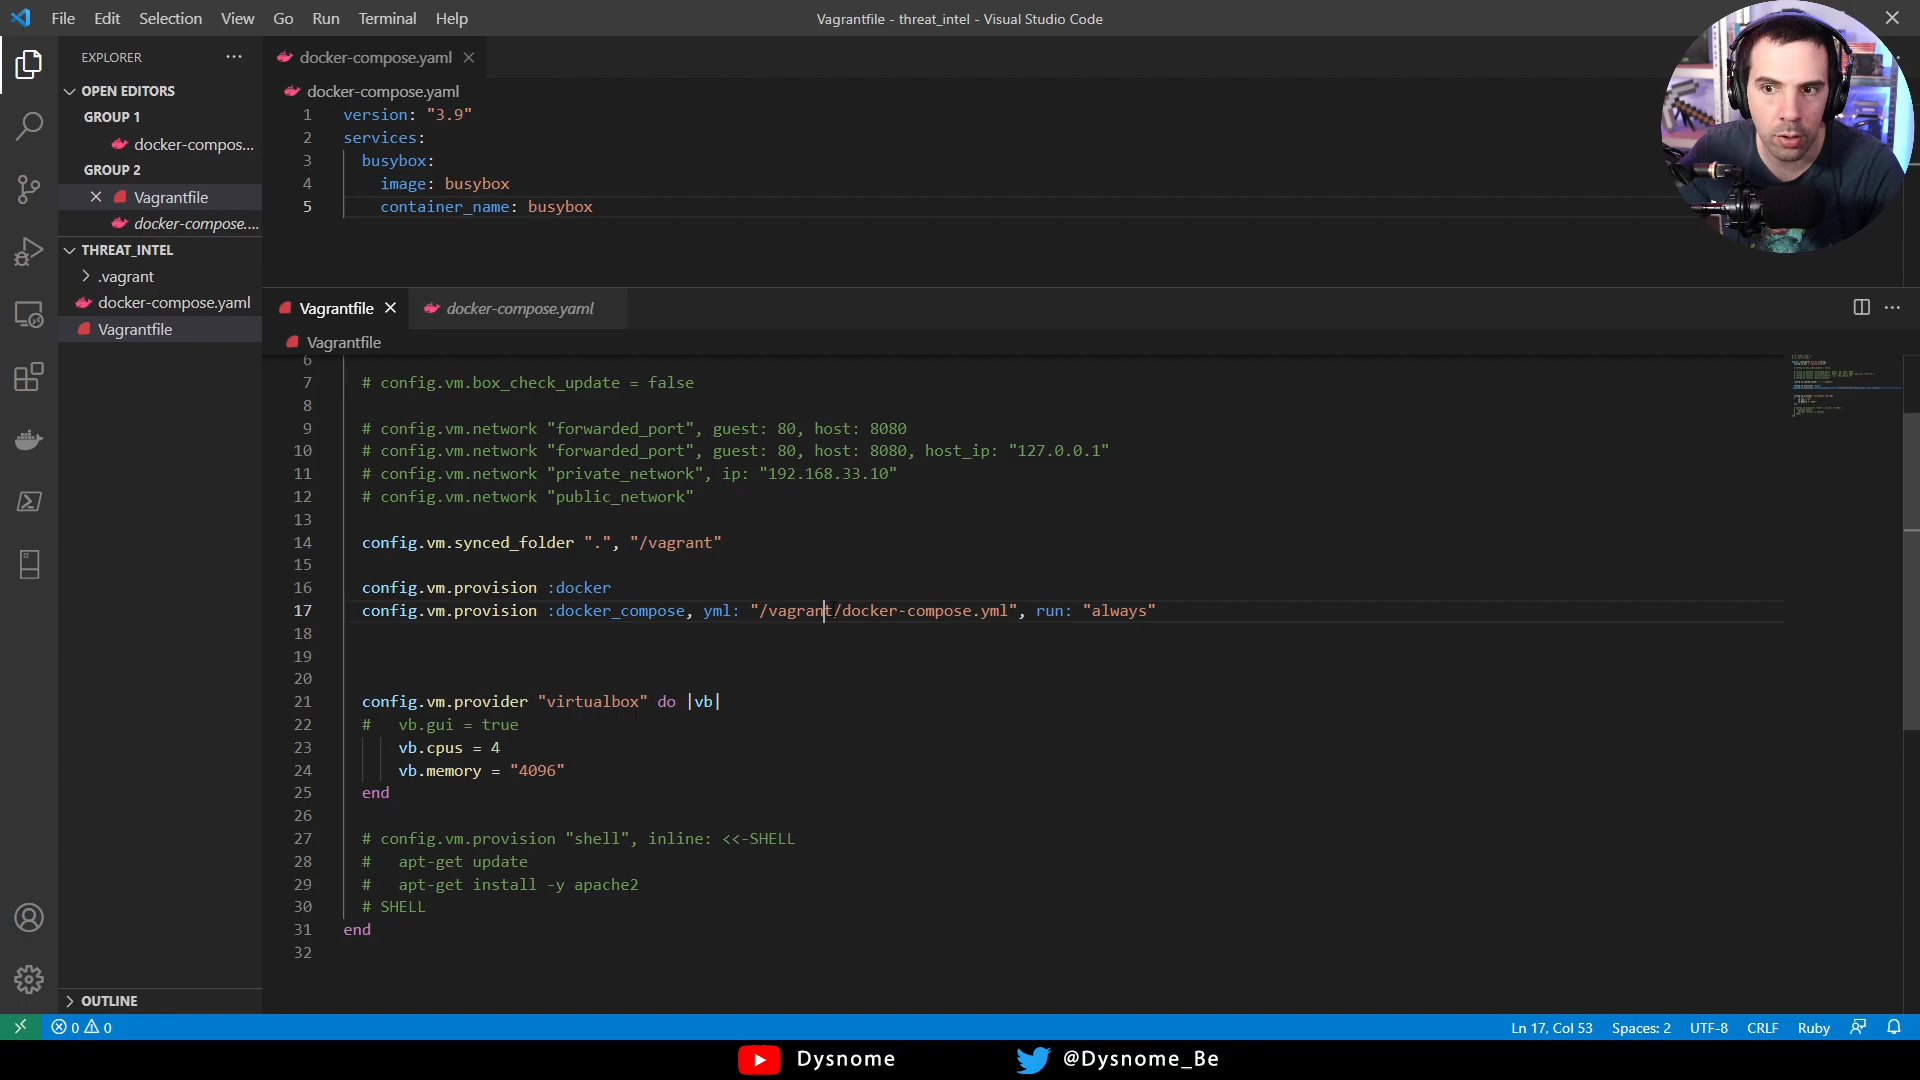 File Edit Selection View Go Run Terminal Help
Vagrantfile - threat_intel - Visual Studio Code
EXPLORER
OPEN EDITORS
GROUP 1
docker-compos...
GROUP 2
Vagrantfile
docker-compose....
THREAT_INTEL
.vagrant
docker-compose.yaml
Vagrantfile
OUTLINE
docker-compose.yaml
docker-compose.yaml
1 version: "3.9"
2 services:
3 busybox:
4 image: busybox
5 container_name: busybox
Vagrantfile docker-compose.yaml
Vagrantfile
6
7 # config.vm.box_check_update = false
8
9 # config.vm.network "forwarded_port", guest: 80, host: 8080
10 # config.vm.network "forwarded_port", guest: 80, host: 8080, host_ip: "127.0.0.1"
11 # config.vm.network "private_network", ip: "192.168.33.10"
12 # config.vm.network "public_network"
13
14 config.vm.synced_folder ".", "/vagrant"
15
16 config.vm.provision :docker
17 config.vm.provision :docker_compose, yml: "/vagrant/docker-compose.yml", run: "always"
18
19
20
21 config.vm.provider "virtualbox" do |vb|
22 # vb.gui = true
23 vb.cpus = 4
24 vb.memory = "4096"
25 end
26
27 # config.vm.provision "shell", inline: <<-SHELL
28 # apt-get update
29 # apt-get install -y apache2
30 # SHELL
31 end
32
0 0
Ln 17, Col 53 Spaces: 2 UTF-8 CRLF Ruby
Dysnome @Dysnome_Be